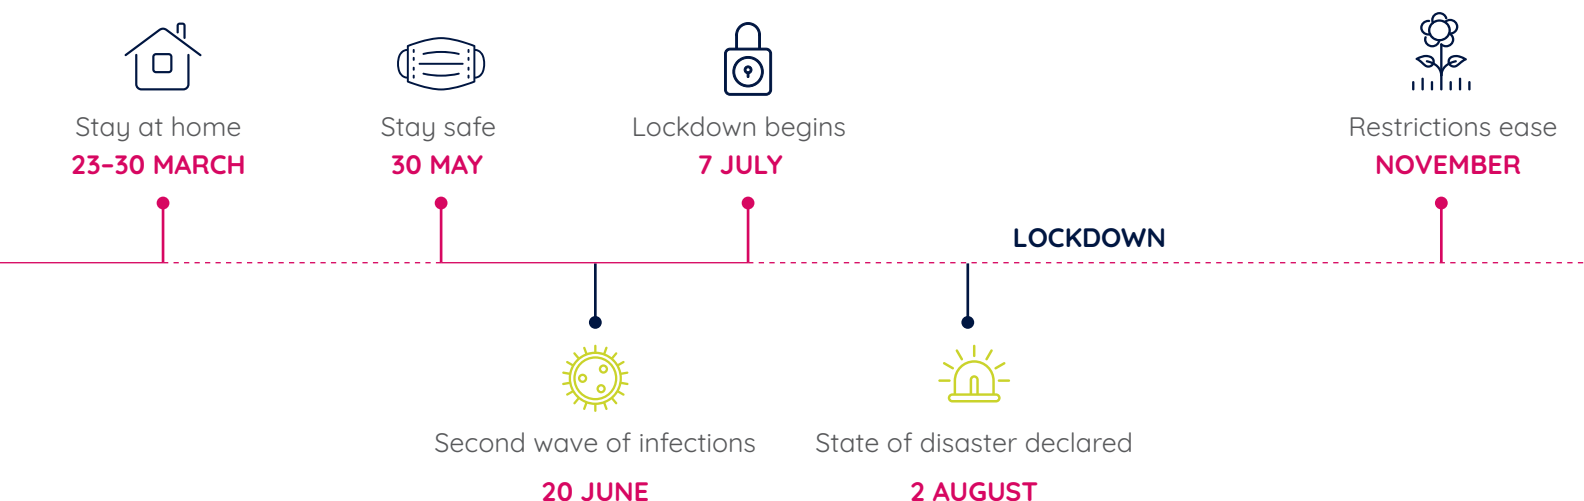 Stay at home
23–30 MARCH
Stay safe
30 MAY
Lockdown begins
7 JULY
Restrictions ease
NOVEMBER
LOCKDOWN
Second wave of infections
20 JUNE
State of disaster declared
2 AUGUST